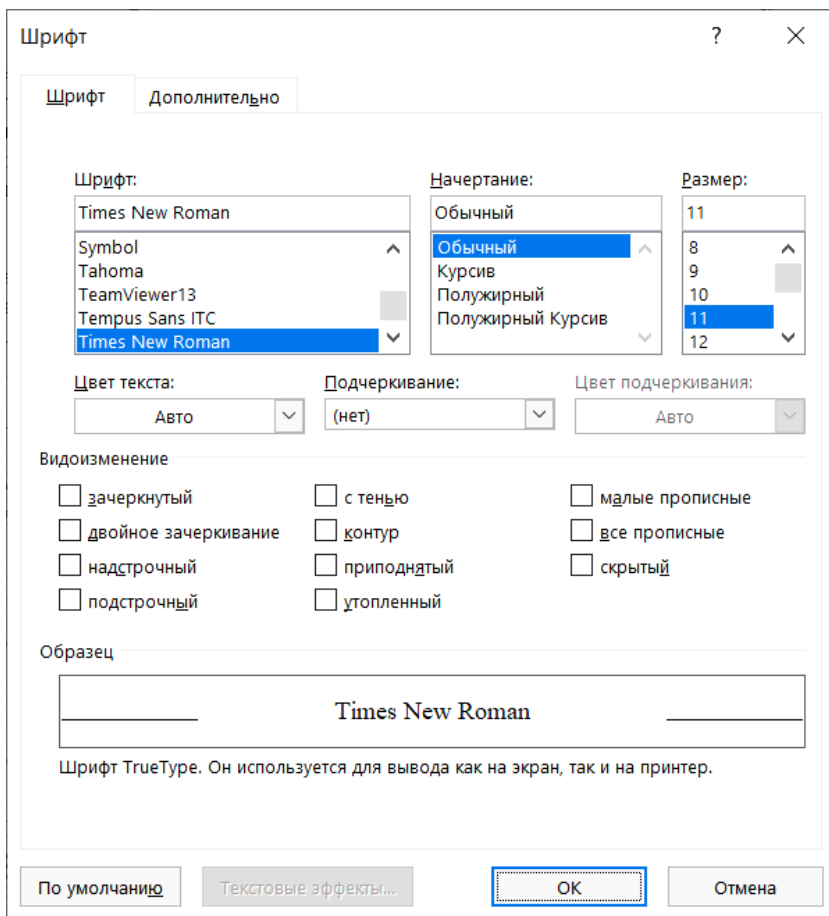 Шрифт ?
Шрифт Дополнительно
Шрифт: Начертание: Размер:
Times New Roman Обычный 11
Symbol Обычный 8
Tahoma Курсив 9
TeamViewer13 Полужирный 10
Tempus Sans ITC Полужирный Курсив 11
Times New Roman 12
Цвет текста: Подчеркивание: Цвет подчеркивания:
Авто (нет) Авто
Видоизменение
зачеркнутый с тенью малые прописные
двойное зачеркивание контур все прописные
надстрочный приподнятый скрытый
подстрочный утопленный
Образец
Times New Roman
Шрифт TrueType. Он используется для вывода как на экран, так и на принтер.
По умолчанию Текстовые эффекты... ОК Отмена